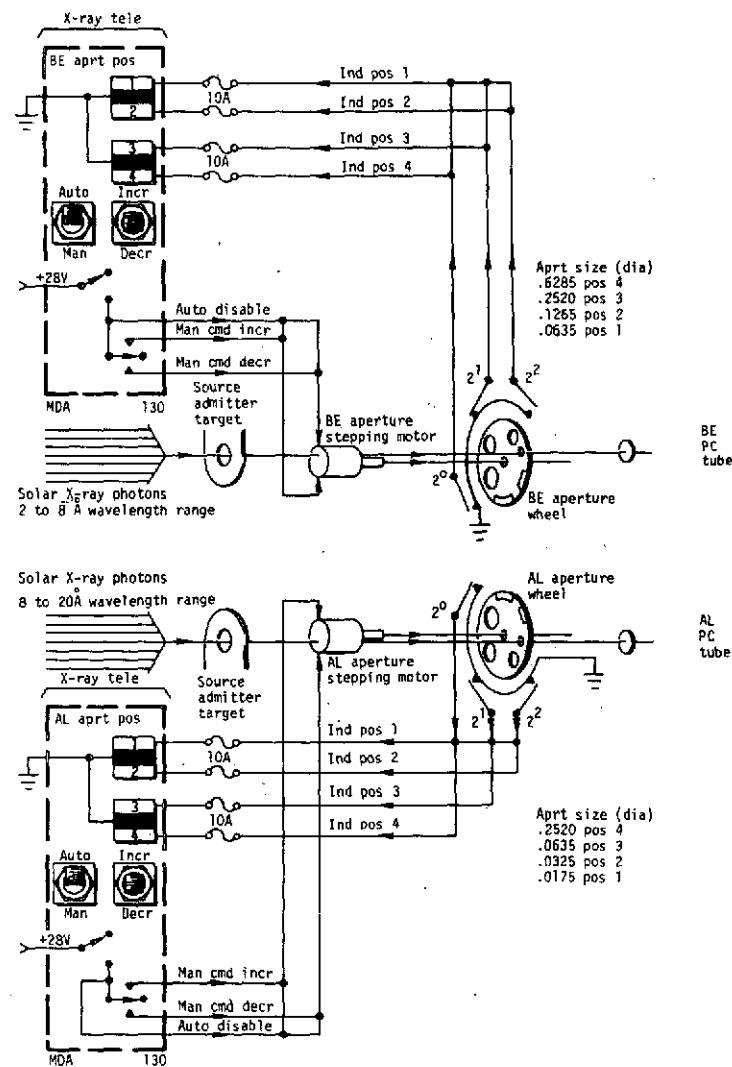 X-ray tele
BE aprt pos
Ind pos 1
10A
Ind pos 2
2
Ind pos 3
3
10A
Ind pos 4
4
Auto
Incr
Man
Decr
+28V
Aprt size (dia)
.6285 pos 4
.2520 pos 3
.1265 pos 2
.0635 pos 1
Auto disable
Man cmd incr
Man cmd decr
2¹
2²
MDA
130
Source
admitter
target
BE aperture
stepping motor
BE
PC
tube
2⁰
BE aperture
wheel
Solar X-ray photons
2 to 8 Å wavelength range
Solar X-ray photons
8 to 20Å wavelength range
AL aperture
wheel
2⁰
AL
PC
tube
AL aperture
stepping motor
Source
admitter
target
X-ray tele
AL aprt pos
2¹
2²
Ind pos 1
10A
Ind pos 2
2
Ind pos 3
3
10A
Ind pos 4
4
Aprt size (dia)
.2520 pos 4
.0635 pos 3
.0325 pos 2
.0175 pos 1
Auto
Incr
Man
Decr
+28V
Man cmd incr
Man cmd decr
Auto disable
MDA
130